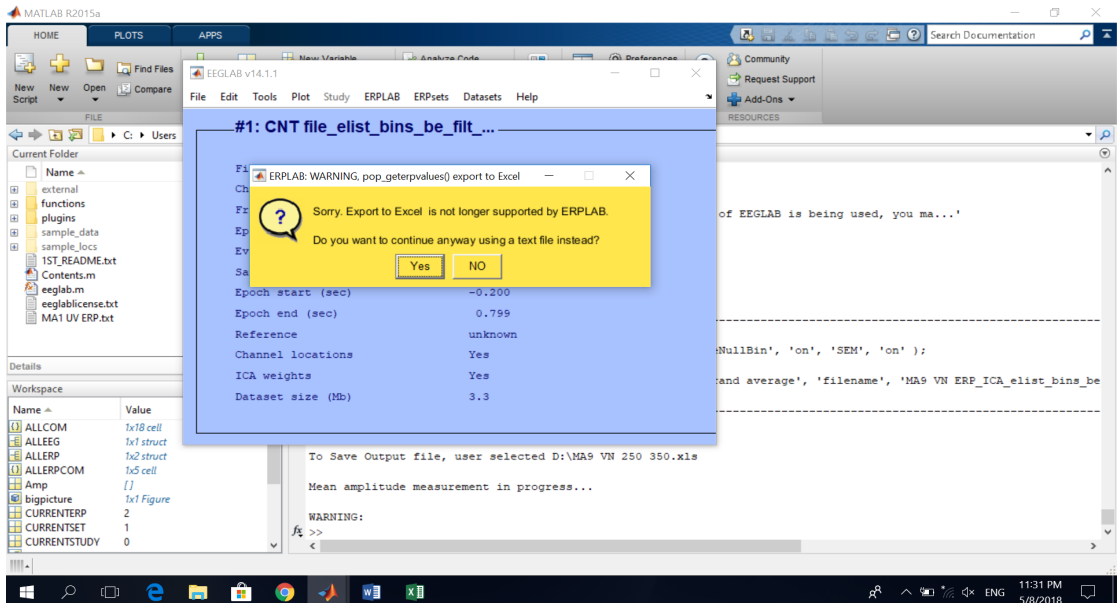 MATLAB R2015a
HOME PLOTS APPS
Search Documentation
New Script
New
Open
Find Files
Compare
New Variable
Analyze Code
Preferences
Community
Request Support
Add-Ons
FILE
RESOURCES
C: Users
EEGLAB v14.1.1
File Edit Tools Plot Study ERPLAB ERPsets Datasets Help
#1: CNT file_elist_bins_be_filt_...
Current Folder
Name
external
functions
plugins
sample_data
sample_locs
1ST_README.txt
Contents.m
eeglab.m
eeglablicense.txt
MA1 UV ERP.txt
Details
Workspace
Name Value
ALLCOM 1x18 cell
ALLEEG 1x1 struct
ALLERP 1x2 struct
ALLERPCOM 1x5 cell
Amp []
bigpicture 1x1 Figure
CURRENTERP 2
CURRENTSET 1
CURRENTSTUDY 0
Fi
Ch
Fr
Ep
Ev
Sa
Epoch start (sec) -0.200
Epoch end (sec) 0.799
Reference unknown
Channel locations Yes
ICA weights Yes
Dataset size (Mb) 3.3
ERPLAB: WARNING, pop_geterpvalues() export to Excel
?
Sorry. Export to Excel is not longer supported by ERPLAB.
Do you want to continue anyway using a text file instead?
Yes NO
of EEGLAB is being used, you ma...'
NullBin', 'on', 'SEM', 'on' );
and average', 'filename', 'MA9 VN ERP_ICA_elist_bins_be
To Save Output file, user selected D:\MA9 VN 250 350.xls
Mean amplitude measurement in progress...
WARNING:
fx >>
ENG
11:31 PM
5/8/2018